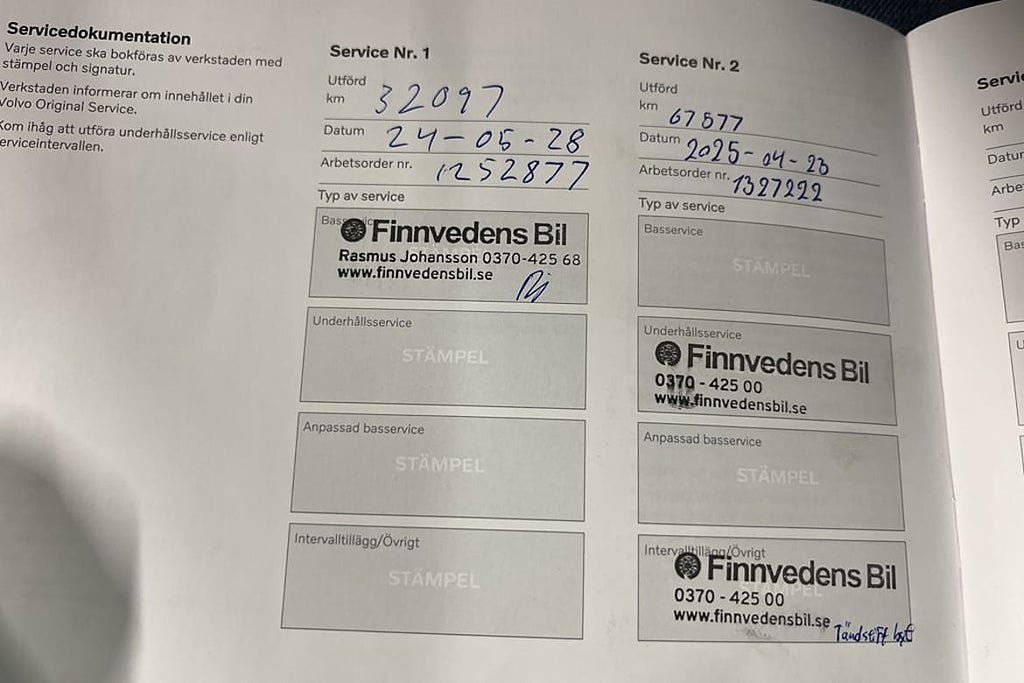 Servicedokumentation
Varje service ska bokföras av verkstaden med
stämpel och signatur.
Verkstaden informerar om innehållet i din
Volvo Original Service.
Kom ihåg att utföra underhållsservice enligt
serviceintervallen.
Service Nr. 1
Utförd
km 32097
Datum 24-05-28
Arbetsorder nr. 1252877
Typ av service
Basservice
Finnvedens Bil
Rasmus Johansson 0370-425 68
www.finnvedensbil.se
Underhållsservice
STÄMPEL
Anpassad basservice
STÄMPEL
Intervalltillägg/Övrigt
STÄMPEL
Service Nr. 2
Utförd
km 67577
Datum 2025-04-23
Arbetsorder nr. 1327222
Typ av service
Basservice
STÄMPEL
Underhållsservice
Finnvedens Bil
0370 - 425 00
www.finnvedensbil.se
Anpassad basservice
STÄMPEL
Intervalltillägg/Övrigt
Finnvedens Bil
0370 - 425 00
www.finnvedensbil.se
Tändstift byt
Utförd
km